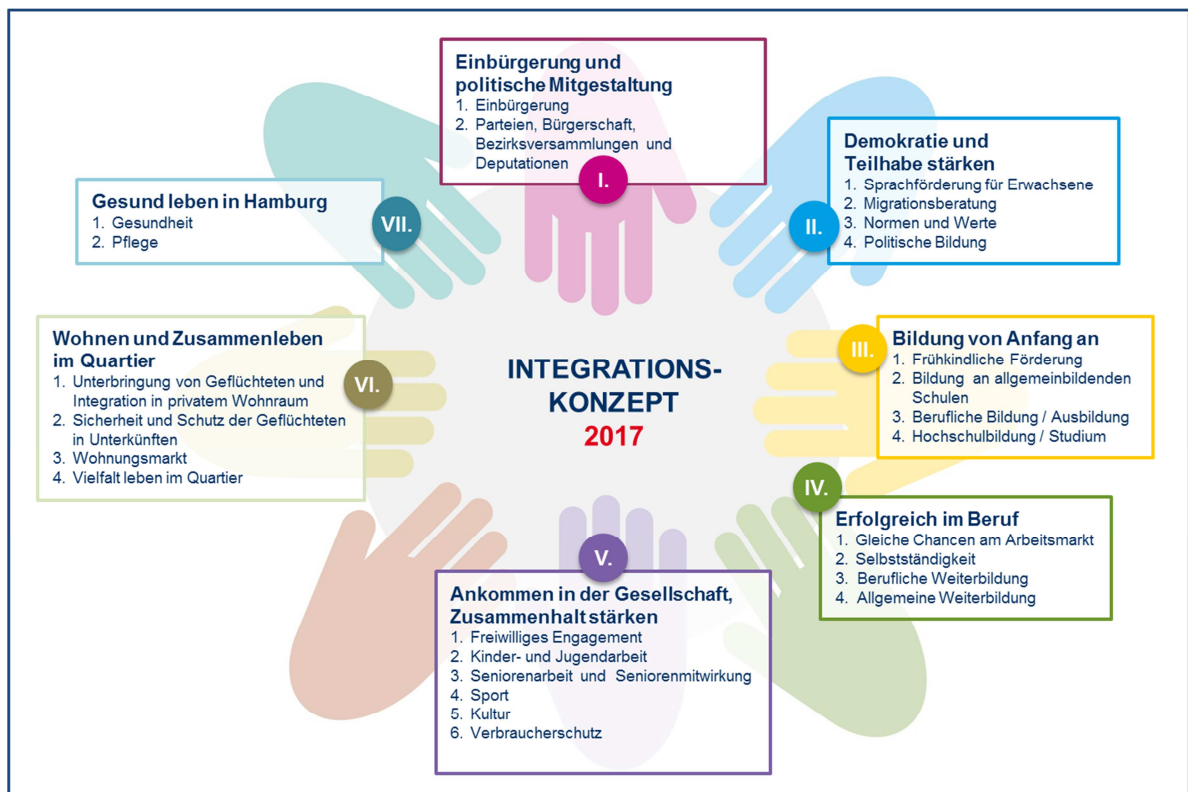 Einbürgerung und
politische Mitgestaltung
1. Einbürgerung
2. Parteien, Bürgerschaft,
Bezirksversammlungen und
Deputationen
I.
Demokratie und
Teilhabe stärken
1. Sprachförderung für Erwachsene
2. Migrationsberatung
3. Normen und Werte
4. Politische Bildung
II.
Bildung von Anfang an
1. Frühkindliche Förderung
2. Bildung an allgemeinbildenden
Schulen
3. Berufliche Bildung / Ausbildung
4. Hochschulbildung / Studium
III.
Erfolgreich im Beruf
1. Gleiche Chancen am Arbeitsmarkt
2. Selbstständigkeit
3. Berufliche Weiterbildung
4. Allgemeine Weiterbildung
IV.
Ankommen in der Gesellschaft,
Zusammenhalt stärken
1. Freiwilliges Engagement
2. Kinder- und Jugendarbeit
3. Seniorenarbeit und Seniorenmitwirkung
4. Sport
5. Kultur
6. Verbraucherschutz
V.
Wohnen und Zusammenleben
im Quartier
1. Unterbringung von Geflüchteten und
Integration in privatem Wohnraum
2. Sicherheit und Schutz der Geflüchteten
in Unterkünften
3. Wohnungsmarkt
4. Vielfalt leben im Quartier
VI.
Gesund leben in Hamburg
1. Gesundheit
2. Pflege
VII.
INTEGRATIONS-
KONZEPT
2017